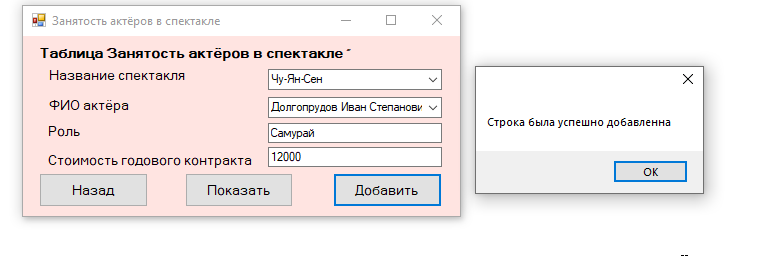 Занятость актёров в спектакле
Таблица Занятость актёров в спектакле´
Название спектакля
Чу-Ян-Сен
ФИО актёра
Долгопрудов Иван Степанови
Роль
Самурай
Стоимость годового контракта
12000
Назад
Показать
Добавить
Строка была успешно добавленна
OK